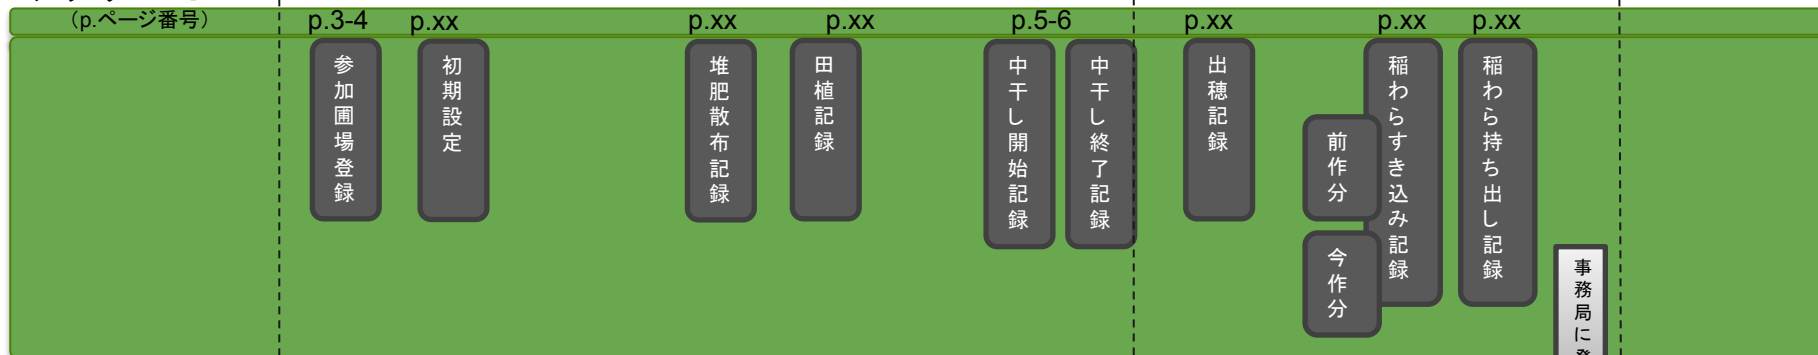 (p.ページ番号)
p.3-4
p.xx
p.xx
p.xx
p.5-6
p.xx
p.xx
p.xx
参加圃場登録
初期設定
堆肥散布記録
田植記録
中干し開始記録
中干し終了記録
出穂記録
前作分
今作分
稲わらすき込み記録
稲わら持ち出し記録
事務局に